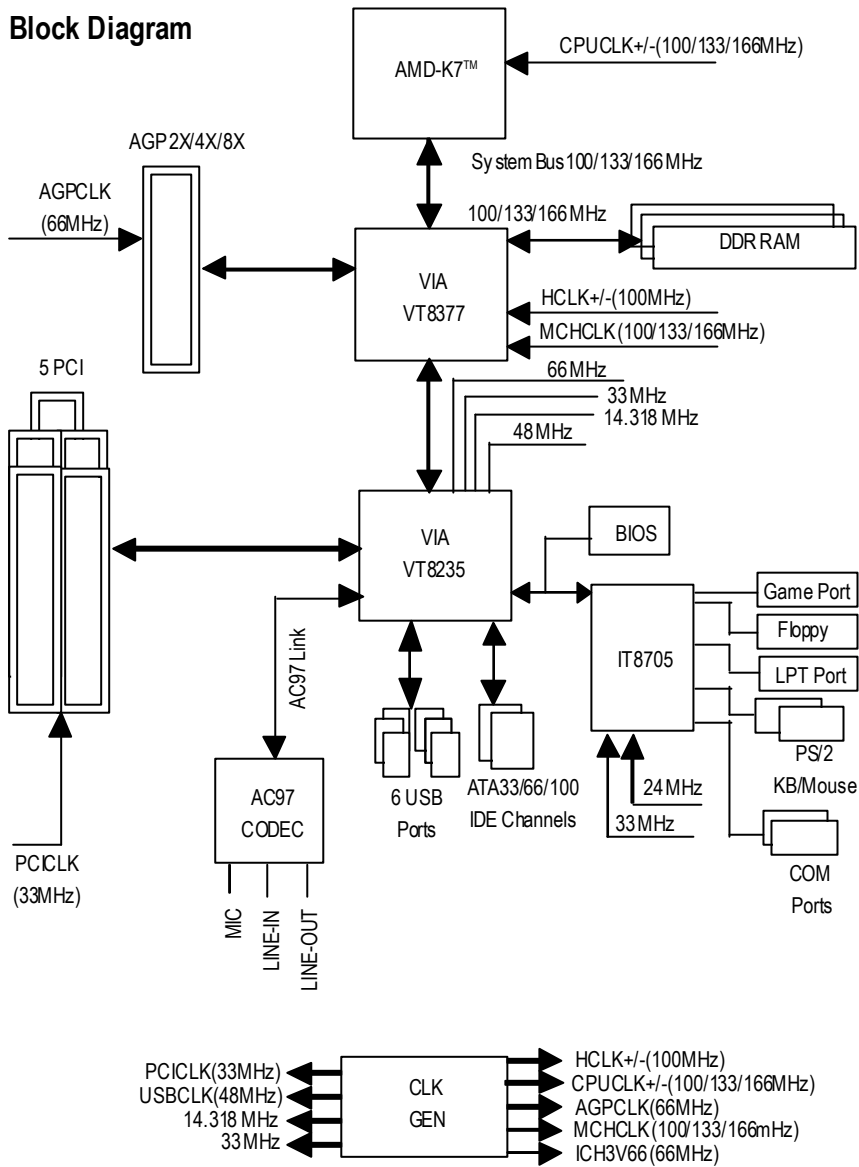 Block Diagram
AMD-K7™
CPUCLK+/-(100/133/166MHz)
AGP 2X/4X/8X
System Bus 100/133/166 MHz
AGPCLK
(66MHz)
100/133/166 MHz
DDR RAM
VIA
VT8377
HCLK+/-(100MHz)
MCHCLK (100/133/166MHz)
5 PCI
66 MHz
33 MHz
14.318 MHz
48 MHz
VIA
VT8235
BIOS
Game Port
Floppy
IT8705
LPT Port
AC97 Link
PS/2
KB/Mouse
AC97
CODEC
6 USB
Ports
ATA33/66/100
IDE Channels
24 MHz
33 MHz
PCICLK
(33MHz)
COM
Ports
MIC
LINE-IN
LINE-OUT
CLK
GEN
PCICLK(33MHz)
USBCLK(48MHz)
14.318 MHz
33 MHz
HCLK+/-(100MHz)
CPUCLK+/-(100/133/166MHz)
AGPCLK(66MHz)
MCHCLK (100/133/166mHz)
ICH3V66 (66MHz)